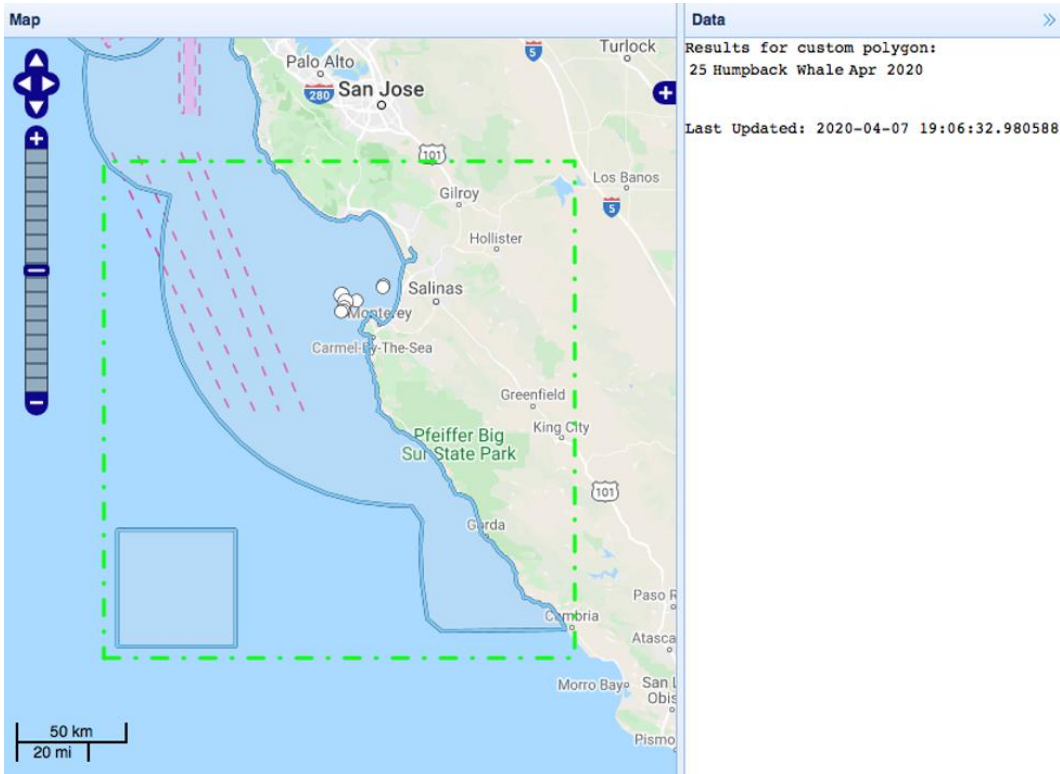 Map
Data
Results for custom polygon:
25 Humpback Whale Apr 2020
Last Updated: 2020-04-07 19:06:32.980588
Turlock
5
Palo Alto
280
San Jose
101
Los Banos
5
Gilroy
Hollister
Salinas
Monterey
Carmel-By-The-Sea
Greenfield
King City
Pfeiffer Big
Sur State Park
101
Gorda
Paso R
Cambria
Atasca
Morro Bay
San L
Obis
Pismo
50 km
20 mi